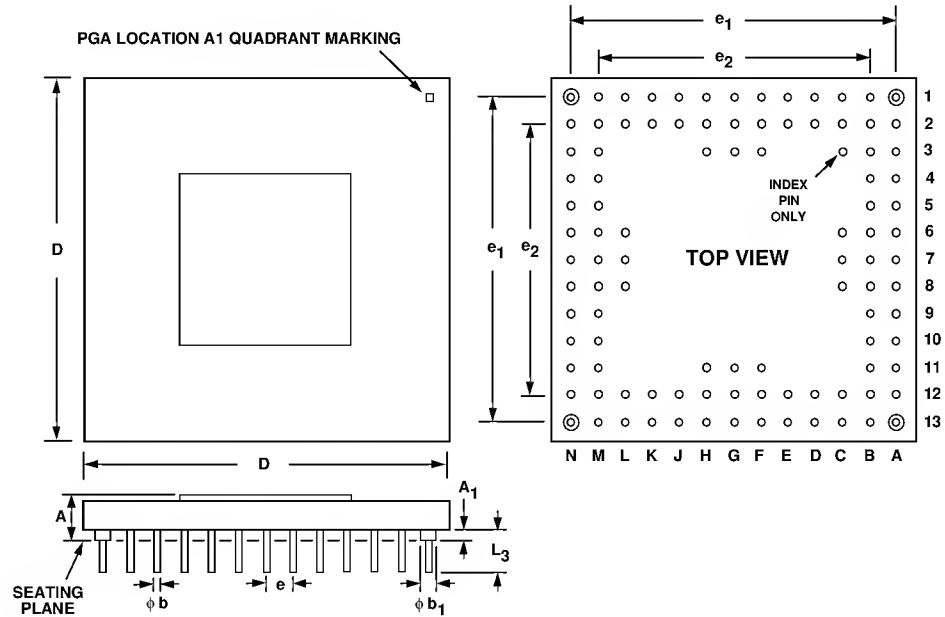 PGA LOCATION A1 QUADRANT MARKING
D
D
A
A1
L3
SEATING
PLANE
ϕ b
e
ϕ b1
e1
e2
e1
e2
INDEX
PIN
ONLY
TOP VIEW
1
2
3
4
5
6
7
8
9
10
11
12
13
N M L K J H G F E D C B A